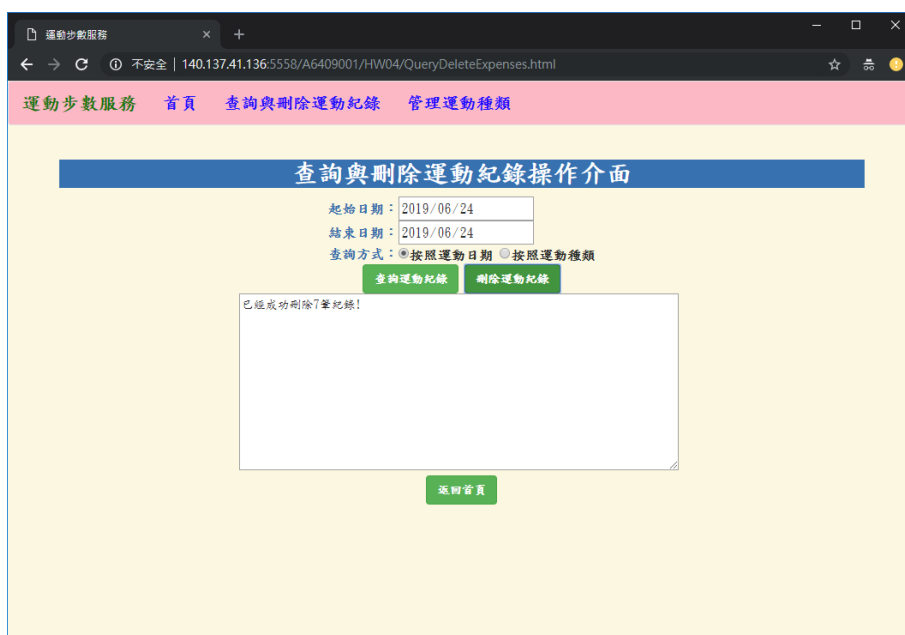 運動步數服務
不安全 | 140.137.41.136:5558/A6409001/HW04/QueryDeleteExpenses.html
運動步數服務 首頁 查詢與刪除運動紀錄 管理運動種類
查詢與刪除運動紀錄操作介面
起始日期：2019/06/24
結束日期：2019/06/24
查詢方式：按照運動日期 按照運動種類
查詢運動紀錄 刪除運動紀錄
已經成功刪除7筆紀錄!
返回首頁